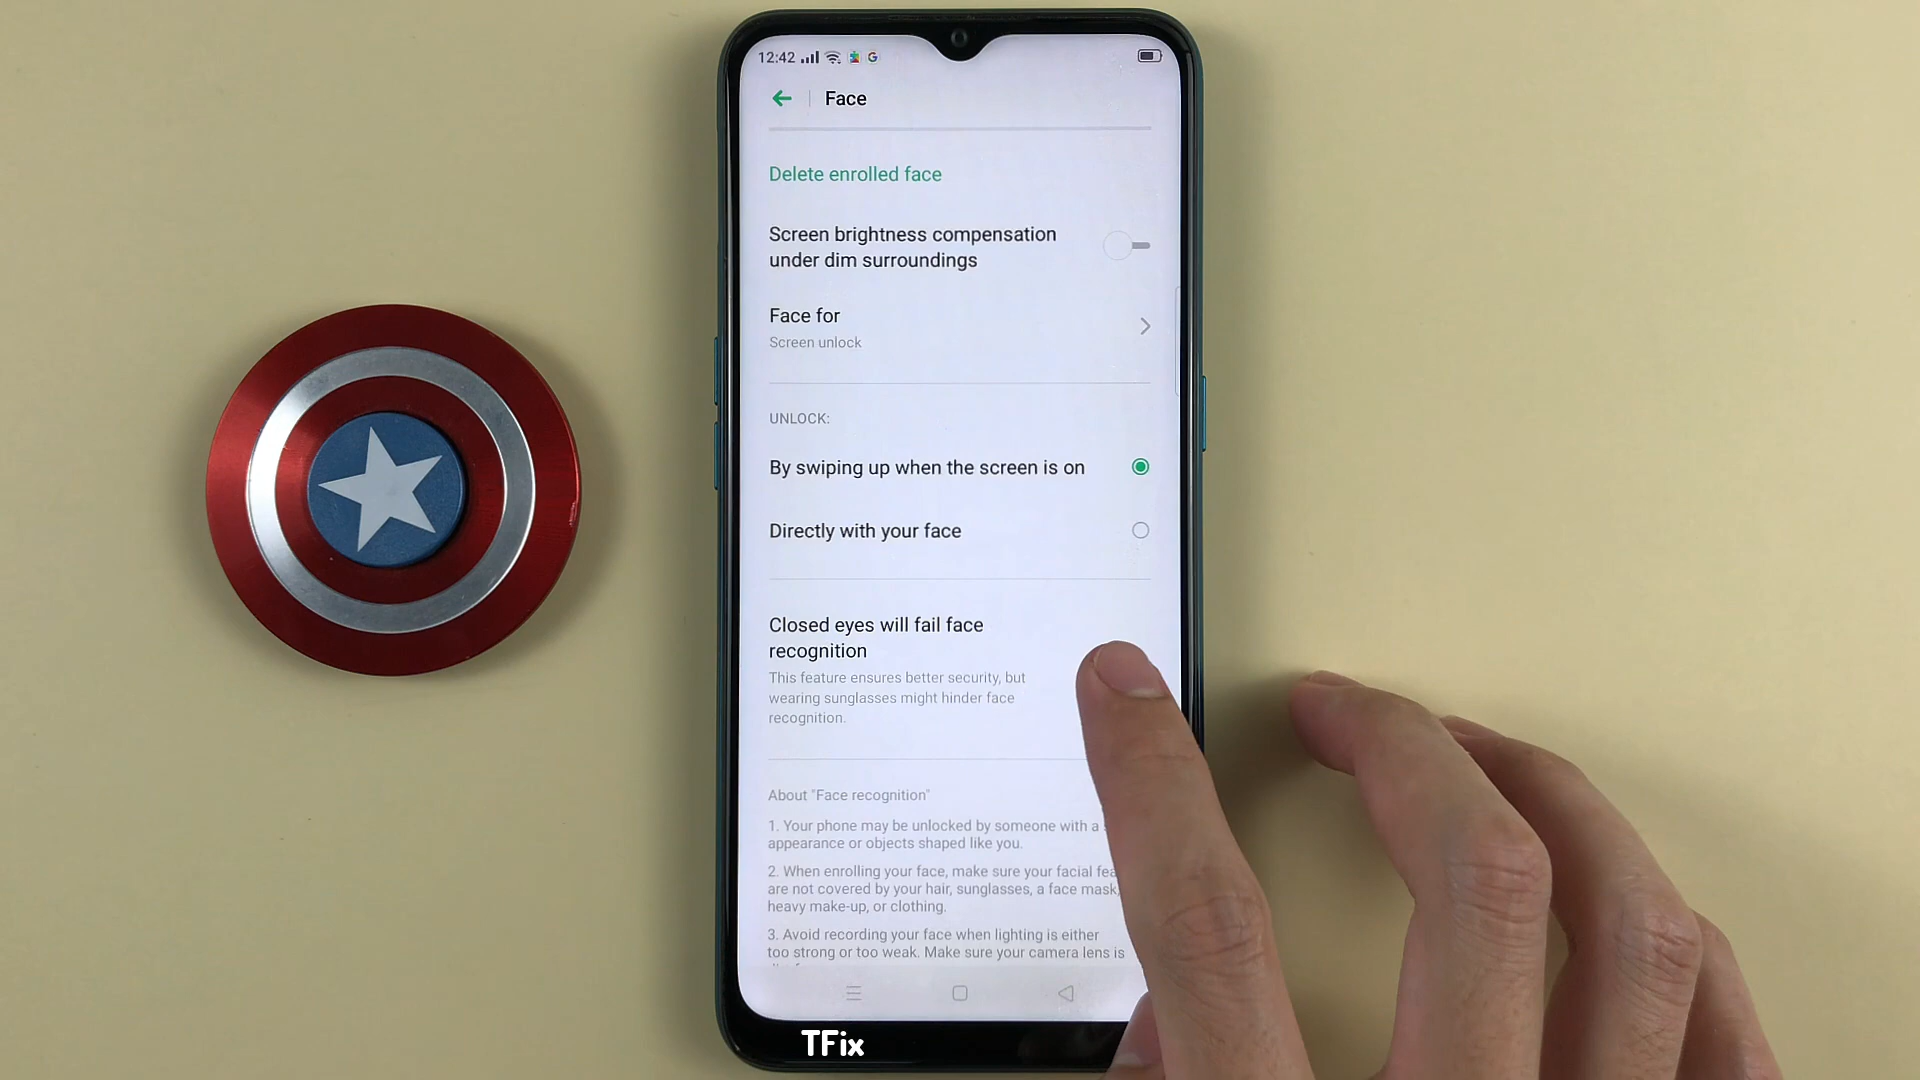 12:42
Face
Delete enrolled face
Screen brightness compensation
under dim surroundings
Face for
Screen unlock
UNLOCK:
By swiping up when the screen is on
Directly with your face
Closed eyes will fail face
recognition
This feature ensures better security, but
wearing sunglasses might hinder face
recognition.
About "Face recognition"
1. Your phone may be unlocked by someone with a
appearance or objects shaped like you.
2. When enrolling your face, make sure your facial
are not covered by your hair, sunglasses, a face mask,
heavy make-up, or clothing.
3. Avoid recording your face when lighting is either
too strong or too weak. Make sure your camera lens is
TFix